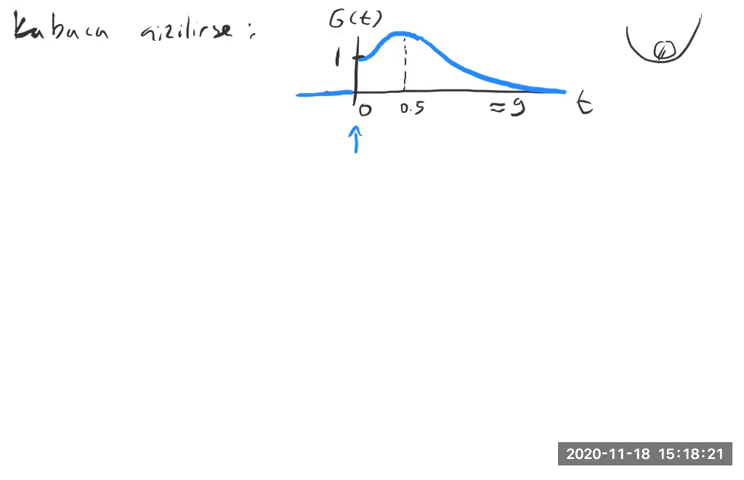 Kabaca çizilirse :
G(t)
1
0
0.5
≈9
t
2020-11-18 15:18:21